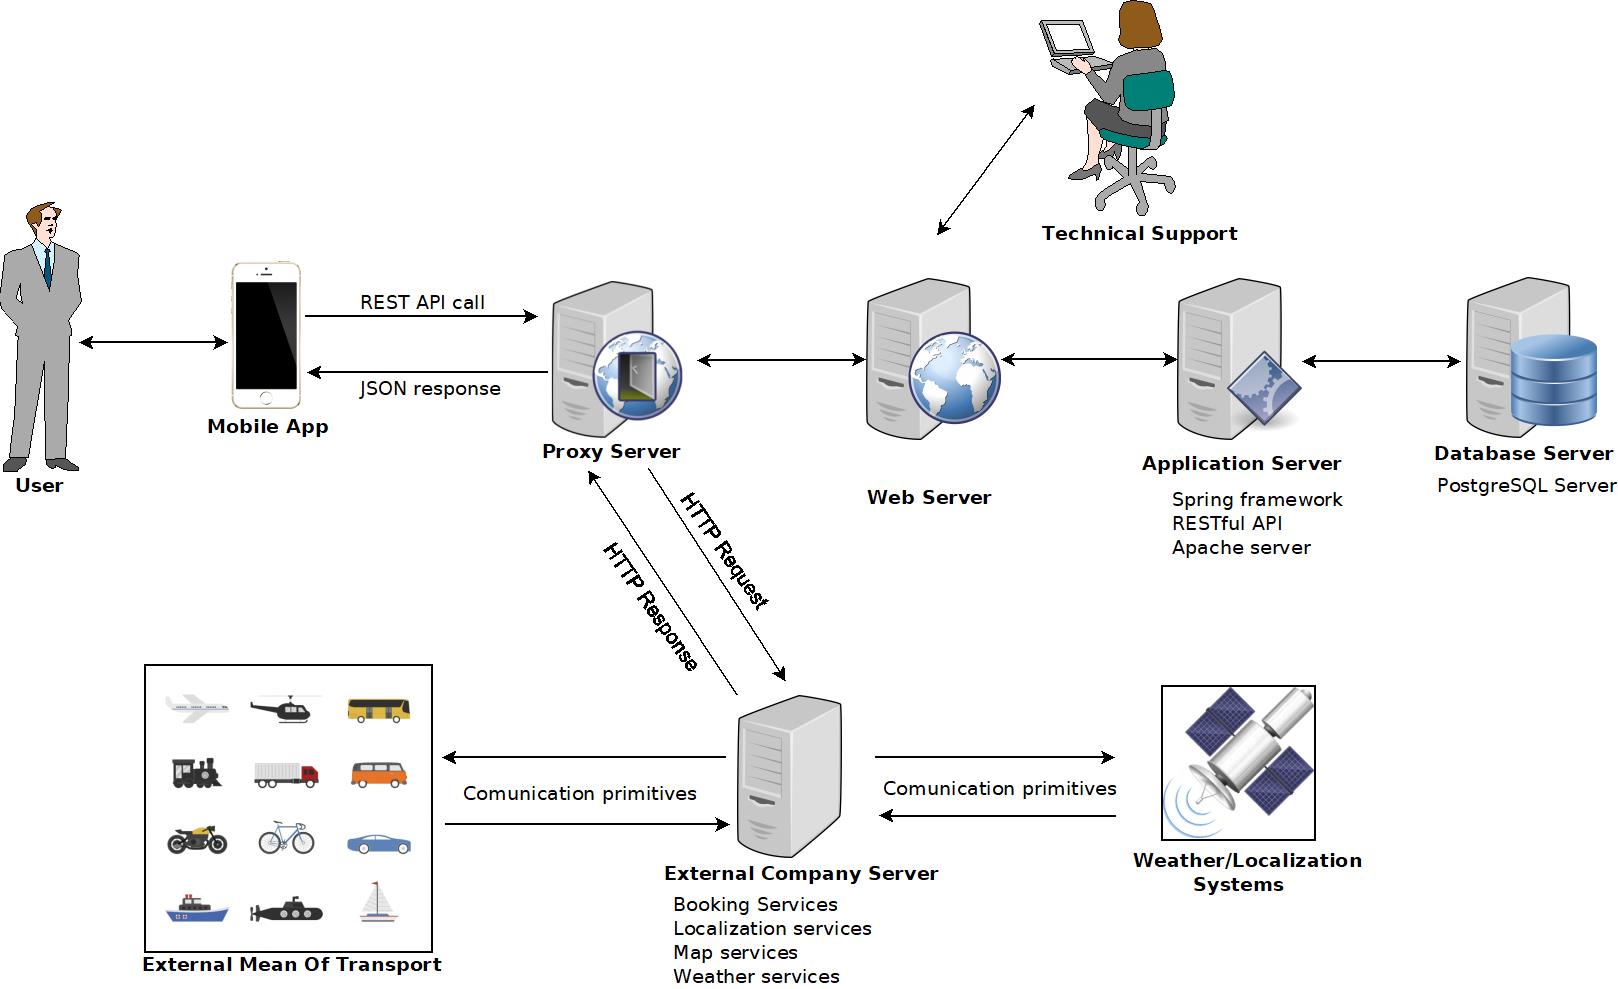 Technical Support
REST API call
JSON response
Mobile App
User
Proxy Server
Web Server
Application Server
Spring framework
RESTful API
Apache server
Database Server
PostgreSQL Server
HTTP Request
HTTP Response
Comunication primitives
Comunication primitives
External Mean Of Transport
External Company Server
Booking Services
Localization services
Map services
Weather services
Weather/Localization
Systems